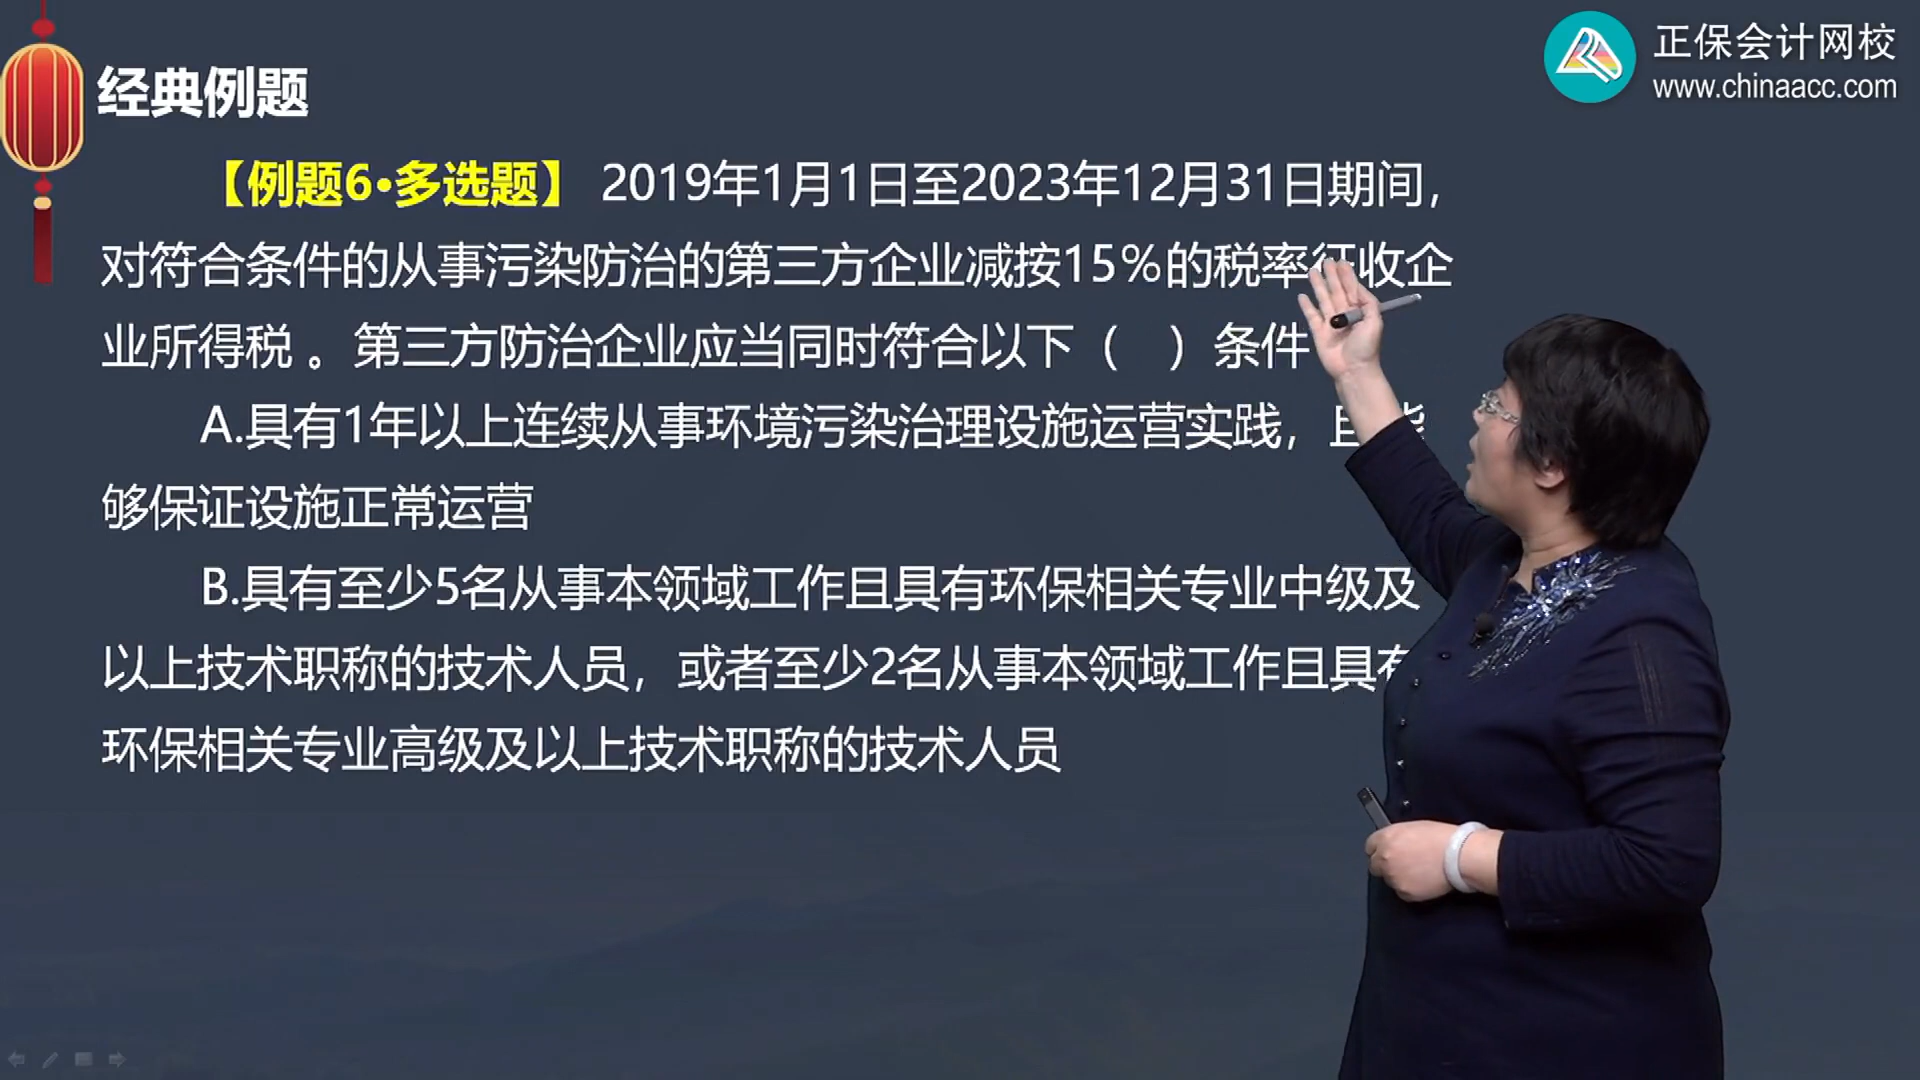 正保会计网校
www.chinaacc.com
经典例题
【例题6•多选题】 2019年1月1日至2023年12月31日期间，
对符合条件的从事污染防治的第三方企业减按15%的税率征收企
业所得税 。第三方防治企业应当同时符合以下（ ）条件
A.具有1年以上连续从事环境污染治理设施运营实践，且能
够保证设施正常运营
B.具有至少5名从事本领域工作且具有环保相关专业中级及
以上技术职称的技术人员，或者至少2名从事本领域工作且具有
环保相关专业高级及以上技术职称的技术人员